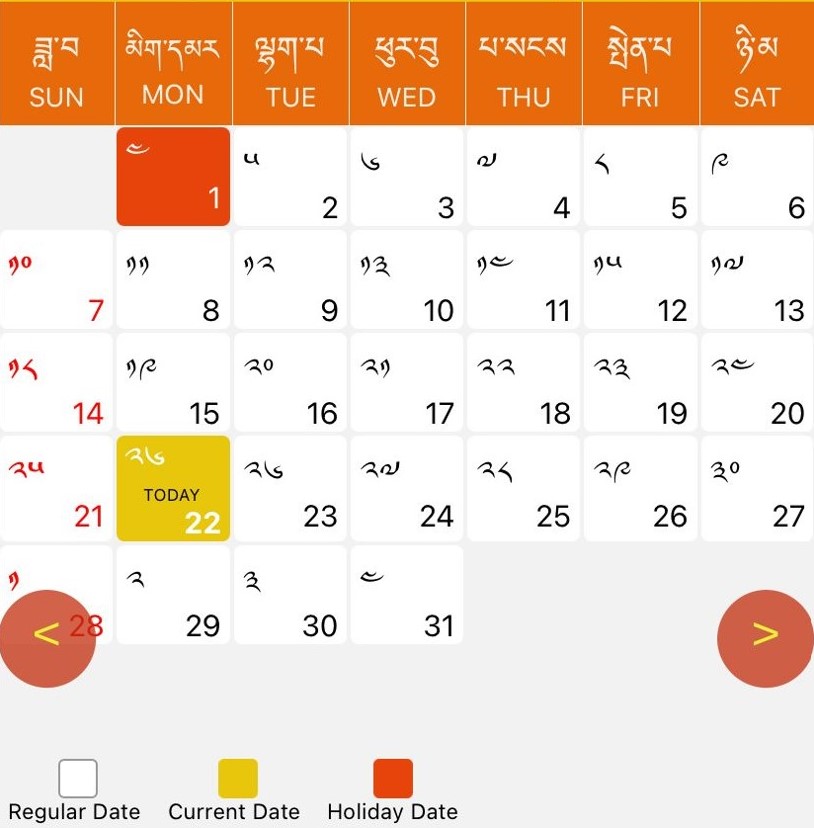 ཟླ་བ མིག་དམར ལྷག་པ ཕུར་བུ པ་སངས སྤེན་པ ཉི་མ
SUN MON TUE WED THU FRI SAT
༤ ༥ ༦ ༧ ༨ ༩
1 2 3 4 5 6
༡༠ ༡༡ ༡༢ ༡༣ ༡༤ ༡༥ ༡༧
7 8 9 10 11 12 13
༡༨ ༡༩ ༢༠ ༢༡ ༢༢ ༢༣ ༢༤
14 15 16 17 18 19 20
༢༥ ༢༦ ༢༦ ༢༧ ༢༨ ༢༩ ༣༠
TODAY
21 22 23 24 25 26 27
༡ ༢ ༣ ༤
< 28 29 30 31 >
Regular Date Current Date Holiday Date